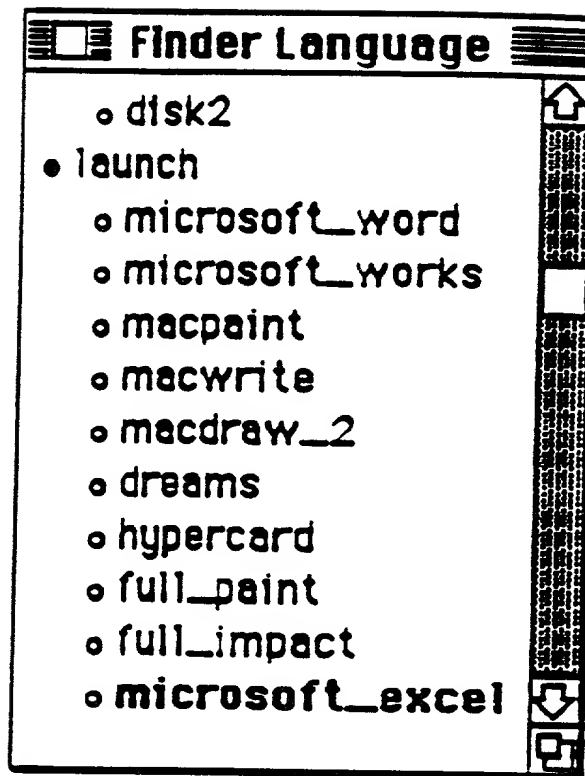 Finder Language
disk2
launch
microsoft_word
microsoft_works
macpaint
macwrite
macdraw_2
dreams
hypercard
full_paint
full_impact
microsoft_excel